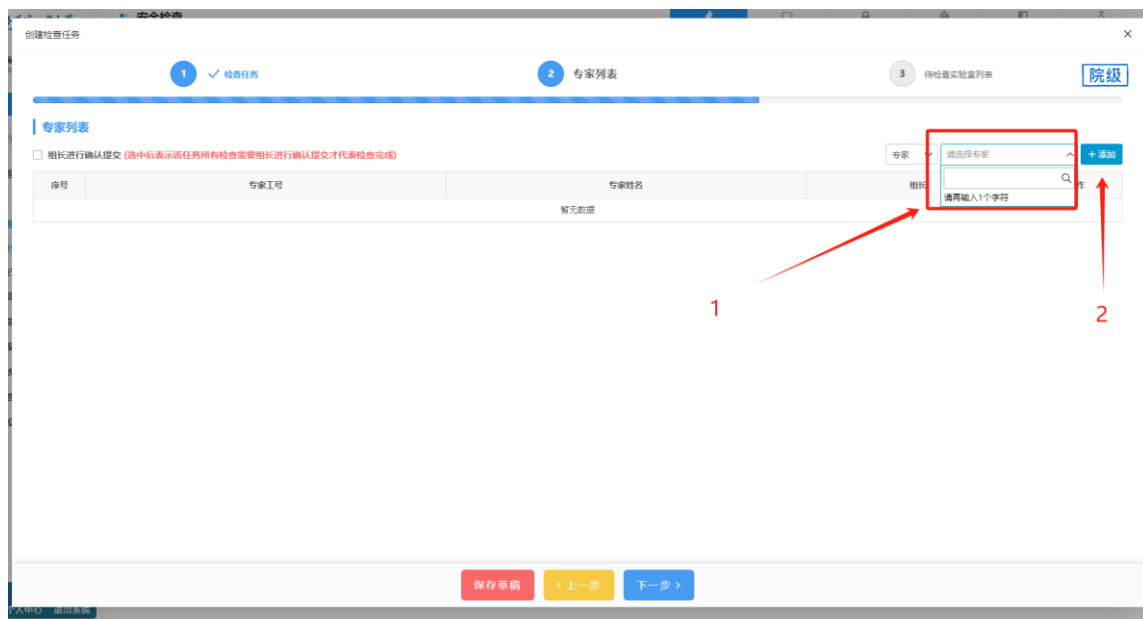 安全检查
创建检查任务
×
1 检查任务
2 专家列表
3 待检查实验室列表
院级
专家列表
组长进行确认提交 (选中后表示该任务所有检查需要组长进行确认提交才代表检查完成)
专家
请选择专家
+添加
请再输入1个字符
序号 专家工号 专家姓名 组长
暂无数据
1
2
保存草稿
< 上一步
下一步 >
个人中心 退出系统